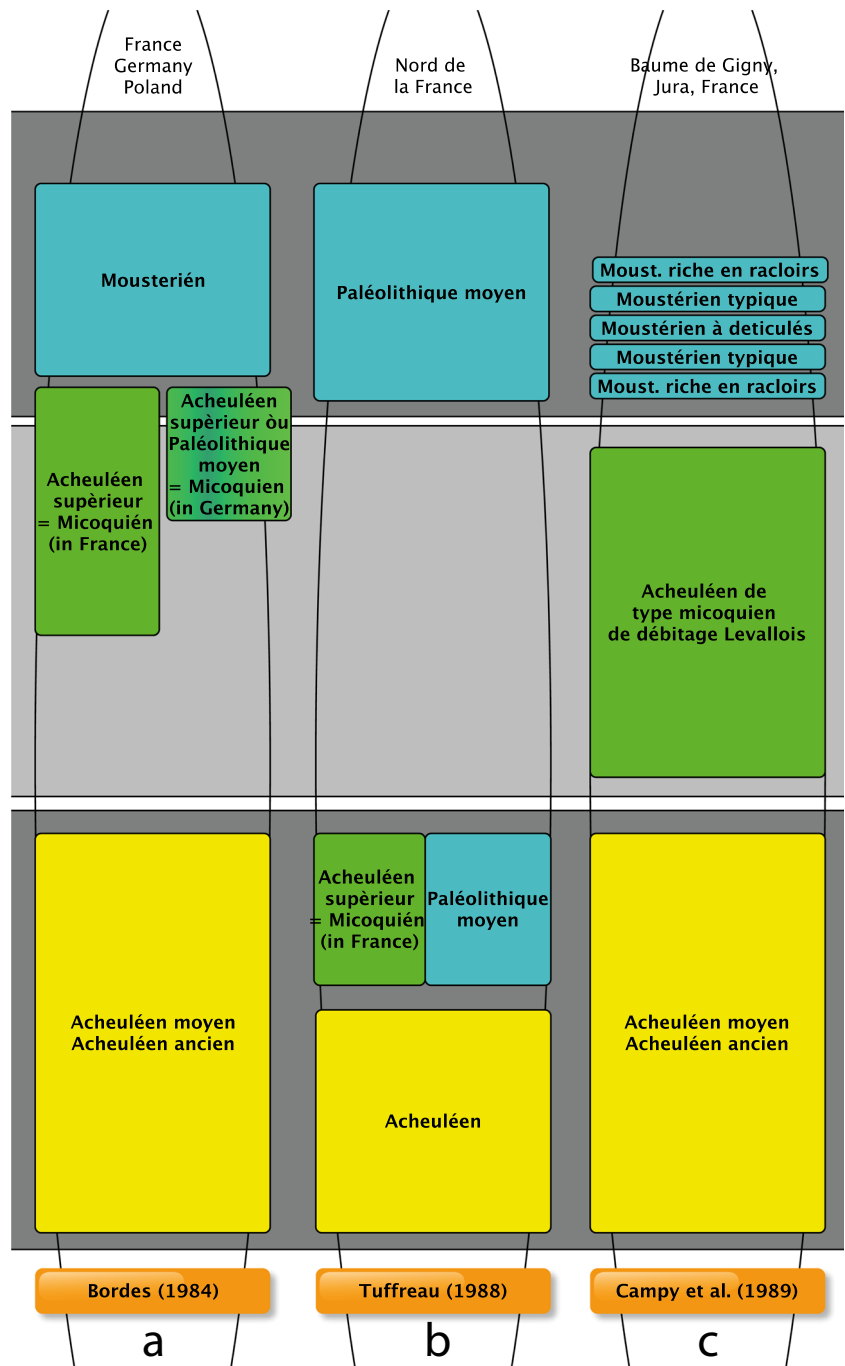 France
Germany
Poland
Nord de
la France
Baume de Gigny,
Jura, France
Mousterién
Paléolithique moyen
Moust. riche en racloirs
Moustérien typique
Moustérien à deticulés
Moustérien typique
Moust. riche en racloirs
Acheuléen
supèrieur
= Micoquién
(in France)
Acheuléen
supèrieur òu
Paléolithique
moyen
= Micoquien
(in Germany)
Acheuléen de
type micoquien
de débitage Levallois
Acheuléen moyen
Acheuléen ancien
Acheuléen
supèrieur
= Micoquién
(in France)
Paléolithique
moyen
Acheuléen
Acheuléen moyen
Acheuléen ancien
Bordes (1984)
Tuffreau (1988)
Campy et al. (1989)
a
b
c